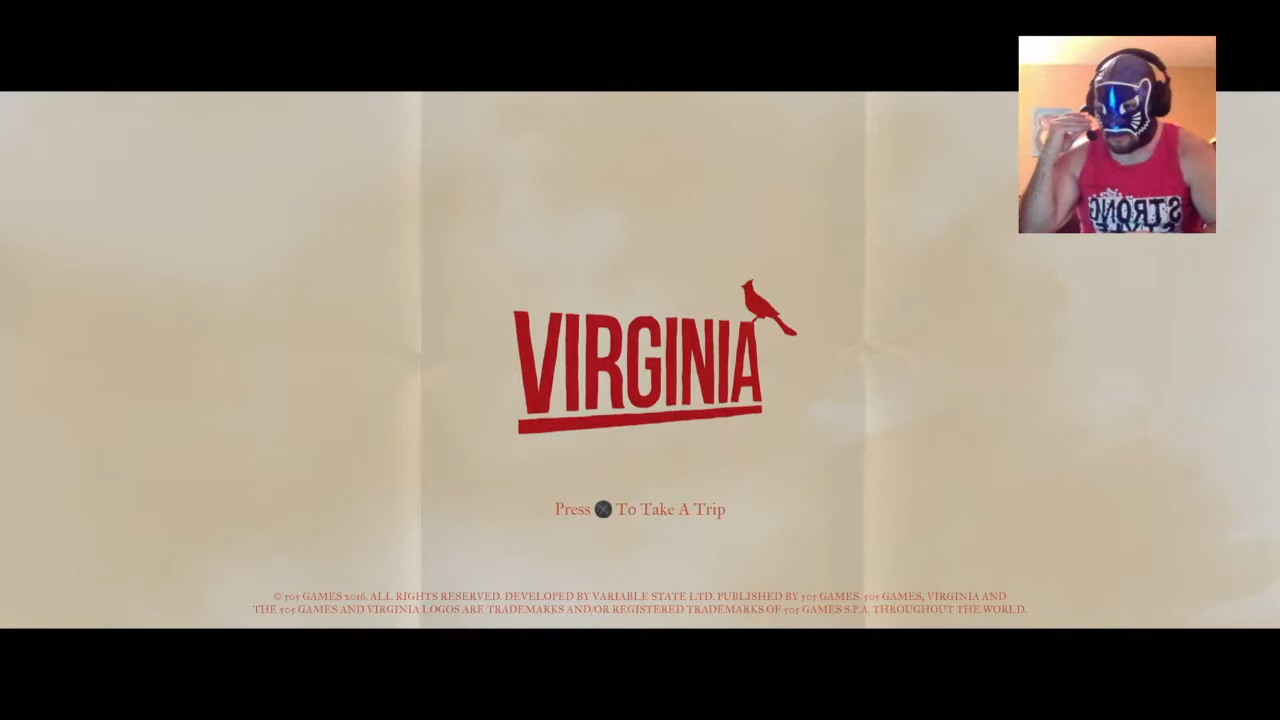 STRONG
STYLE
VIRGINIA
Press To Take A Trip
© 505 GAMES 2016. ALL RIGHTS RESERVED. DEVELOPED BY VARIABLE STATE LTD. PUBLISHED BY 505 GAMES. 505 GAMES, VIRGINIA AND
THE 505 GAMES AND VIRGINIA LOGOS ARE TRADEMARKS AND/OR REGISTERED TRADEMARKS OF 505 GAMES S.P.A. THROUGHOUT THE WORLD.